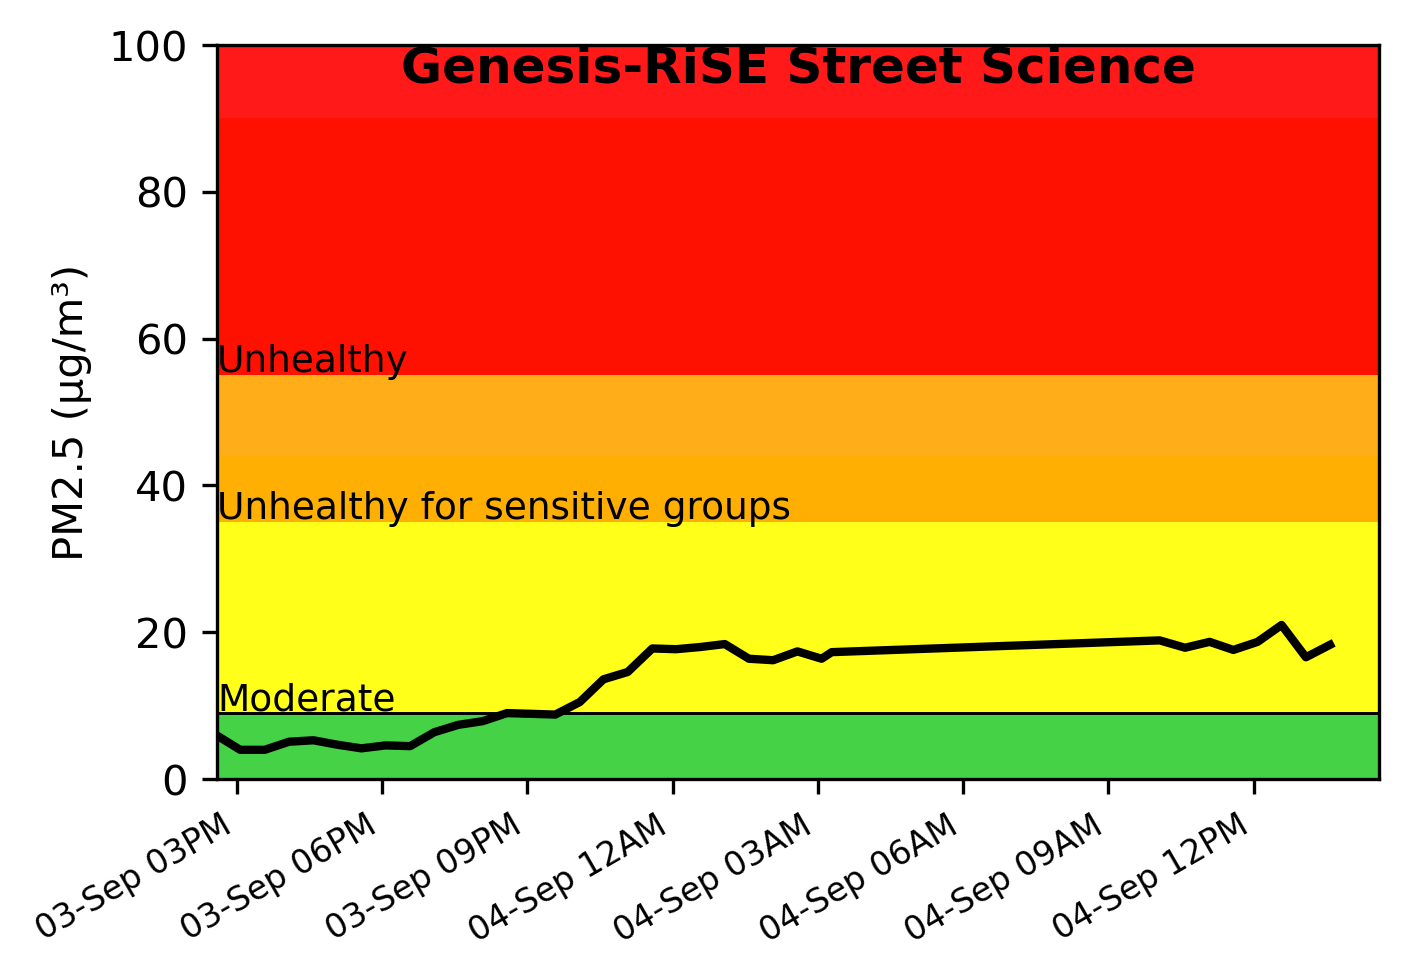 Genesis-RiSE Street Science
PM2.5 (µg/m³)
100
80
60
40
20
0
Unhealthy
Unhealthy for sensitive groups
Moderate
03-Sep 03PM
03-Sep 06PM
03-Sep 09PM
04-Sep 12AM
04-Sep 03AM
04-Sep 06AM
04-Sep 09AM
04-Sep 12PM